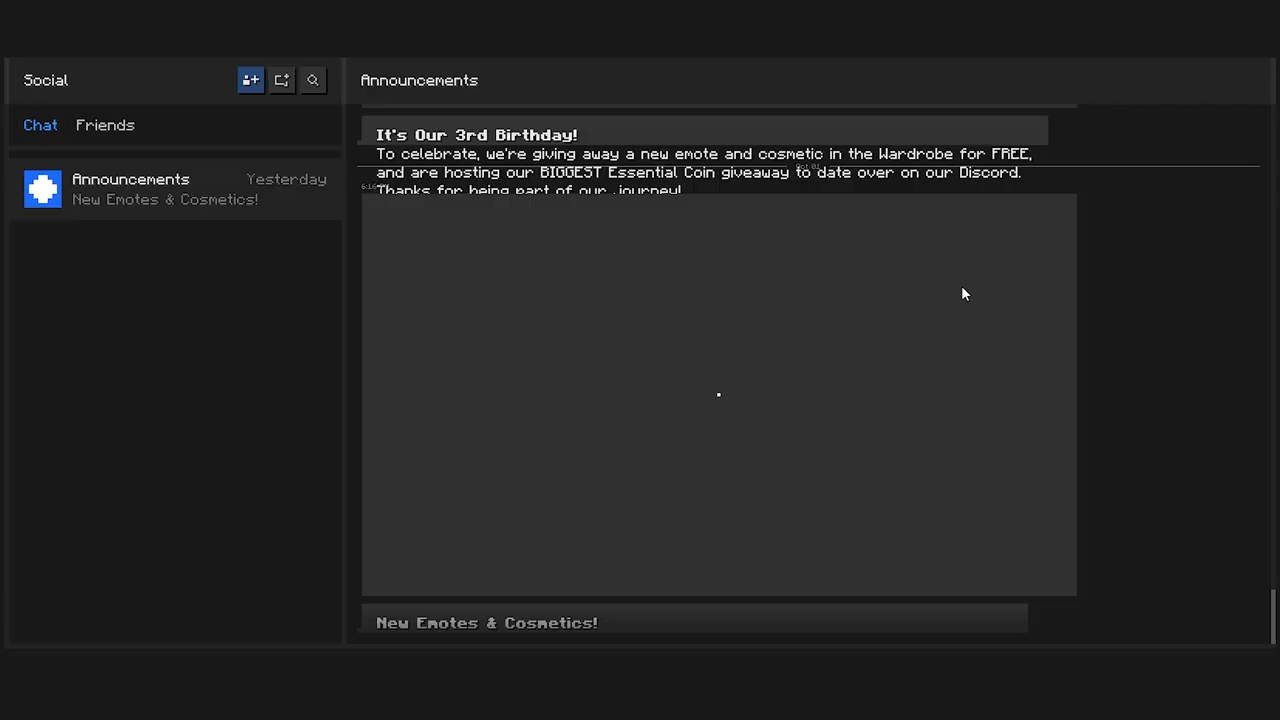 Social
Announcements
Chat Friends
Announcements Yesterday
New Emotes & Cosmetics!
It's Our 3rd Birthday!
To celebrate, we're giving away a new emote and cosmetic in the Wardrobe for FREE,
Oct 01
and are hosting our BIGGEST Essential Coin giveaway to date over on our Discord.
Thanks for being part of our journey!
New Emotes & Cosmetics!